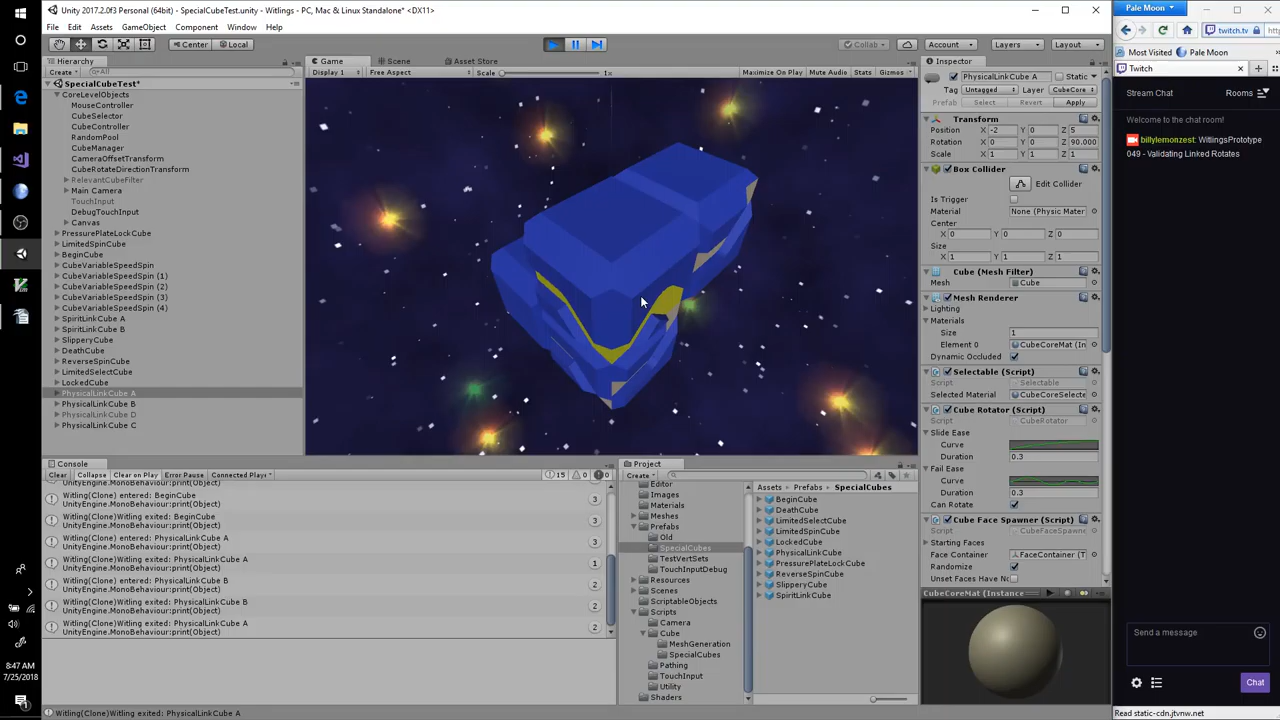 Unity 2017.2.0f3 Personal (64bit) - SpecialCubeTest.unity - Witlings - PC, Mac & Linux Standalone* <DX11>
File Edit Assets GameObject Component Window Help
Center Local Collab Account Layers Layout
Hierarchy
Create All
SpecialCubeTest*
CoreLevelObjects
MouseController
CubeSelector
CubeController
RandomPool
CubeManager
CameraOffsetTransform
CubeRotateDirectionTransform
RelevantCubeFilter
Main Camera
TouchInput
DebugTouchInput
Canvas
PressurePlateLockCube
LimitedSpinCube
BeginCube
CubeVariableSpeedSpin
CubeVariableSpeedSpin (1)
CubeVariableSpeedSpin (2)
CubeVariableSpeedSpin (3)
CubeVariableSpeedSpin (4)
SpiritLinkCube A
SpiritLinkCube B
SlipperyCube
DeathCube
ReverseSpinCube
LimitedSelectCube
LockedCube
PhysicalLinkCube A
PhysicalLinkCube B
PhysicalLinkCube D
PhysicalLinkCube C
Game Scene Asset Store
Display 1 Free Aspect Scale 1x Maximize On Play Mute Audio Stats Gizmos
Inspector
PhysicalLinkCube A Static
Tag Untagged Layer CubeCore
Prefab Select Revert Apply
Transform
Position X -2 Y 0 Z 5
Rotation X 0 Y 0 Z 90.000
Scale X 1 Y 1 Z 1
Box Collider
Edit Collider
Is Trigger
Material None (Physic Mater
Center
X 0 Y 0 Z 0
Size
X 1 Y 1 Z 1
Cube (Mesh Filter)
Mesh Cube
Mesh Renderer
Lighting
Materials
Size 1
Element 0 CubeCoreMat (In
Dynamic Occluded
Selectable (Script)
Script Selectable
Selected Material CubeCoreSelecte
Cube Rotator (Script)
Script CubeRotator
Slide Ease
Curve
Duration 0.3
Fail Ease
Curve
Duration 0.3
Can Rotate
Cube Face Spawner (Script)
Script CubeFaceSpawne
Starting Faces
Face Container FaceContainer (T
Randomize
Unset Faces Have No
CubeCoreMat (Instance
Console
Clear Collapse Clear on Play Error Pause Connected Playe 15 0 0
UnityEngine.MonoBehaviour:print(Object)
Witling(Clone) entered: BeginCube
UnityEngine.MonoBehaviour:print(Object) 3
Witling(Clone)Witling exited: BeginCube
UnityEngine.MonoBehaviour:print(Object) 3
Witling(Clone) entered: PhysicalLinkCube A
UnityEngine.MonoBehaviour:print(Object) 3
Witling(Clone)Witling exited: PhysicalLinkCube A
UnityEngine.MonoBehaviour:print(Object) 1
Witling(Clone) entered: PhysicalLinkCube B
UnityEngine.MonoBehaviour:print(Object) 2
Witling(Clone)Witling exited: PhysicalLinkCube B
UnityEngine.MonoBehaviour:print(Object) 2
Witling(Clone)Witling exited: PhysicalLinkCube A
UnityEngine.MonoBehaviour:print(Object) 2
Witling(Clone)Witling exited: PhysicalLinkCube A
Project
Create
Editor
Images
Materials
Meshes
Prefabs
Old
SpecialCubes
TestVertSets
TouchInputDebug
Resources
Scenes
ScriptableObjects
Scripts
Camera
Cube
MeshGeneration
SpecialCubes
Pathing
TouchInput
Utility
Shaders
Assets Prefabs SpecialCubes
BeginCube
DeathCube
LimitedSelectCube
LimitedSpinCube
LockedCube
PhysicalLinkCube
PressurePlateLockCube
ReverseSpinCube
SlipperyCube
SpiritLinkCube
Pale Moon
twitch.tv
Most Visited Pale Moon
Twitch
Stream Chat Rooms
Welcome to the chat room!
billylemonzest: WittlingsPrototype
049 - Validating Linked Rotates
Send a message
Chat
Read static-cdn.jtvnw.net
8:47 AM
7/25/2018